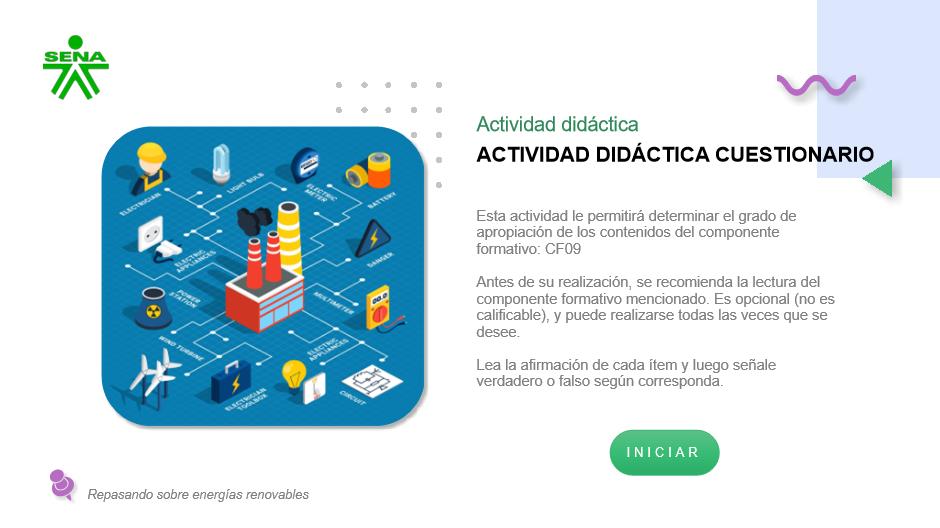 SENA
Actividad didáctica
ACTIVIDAD DIDÁCTICA CUESTIONARIO
ELECTRICIAN
LIGHT BULB
ELECTRIC
METER
BATTERY
ELECTRIC
APPLIANCES
DANGER
POWER
STATION
MULTIMETER
00.0
WIND TURBINE
ELECTRIC
APPLIANCES
ELECTRICIAN
TOOLBOX
CIRCUIT
Esta actividad le permitirá determinar el grado de
apropiación de los contenidos del componente
formativo: CF09
Antes de su realización, se recomienda la lectura del
componente formativo mencionado. Es opcional (no es
calificable), y puede realizarse todas las veces que se
desee.
Lea la afirmación de cada ítem y luego señale
verdadero o falso según corresponda.
INICIAR
Repasando sobre energías renovables